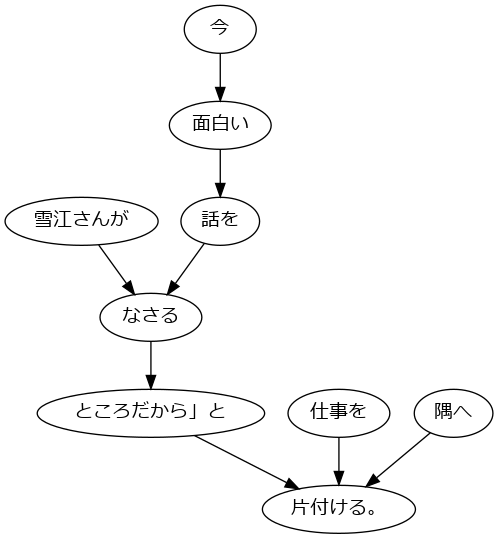 今
面白い
雪江さんが
話を
なさる
ところだから」と
仕事を
隅へ
片付ける。